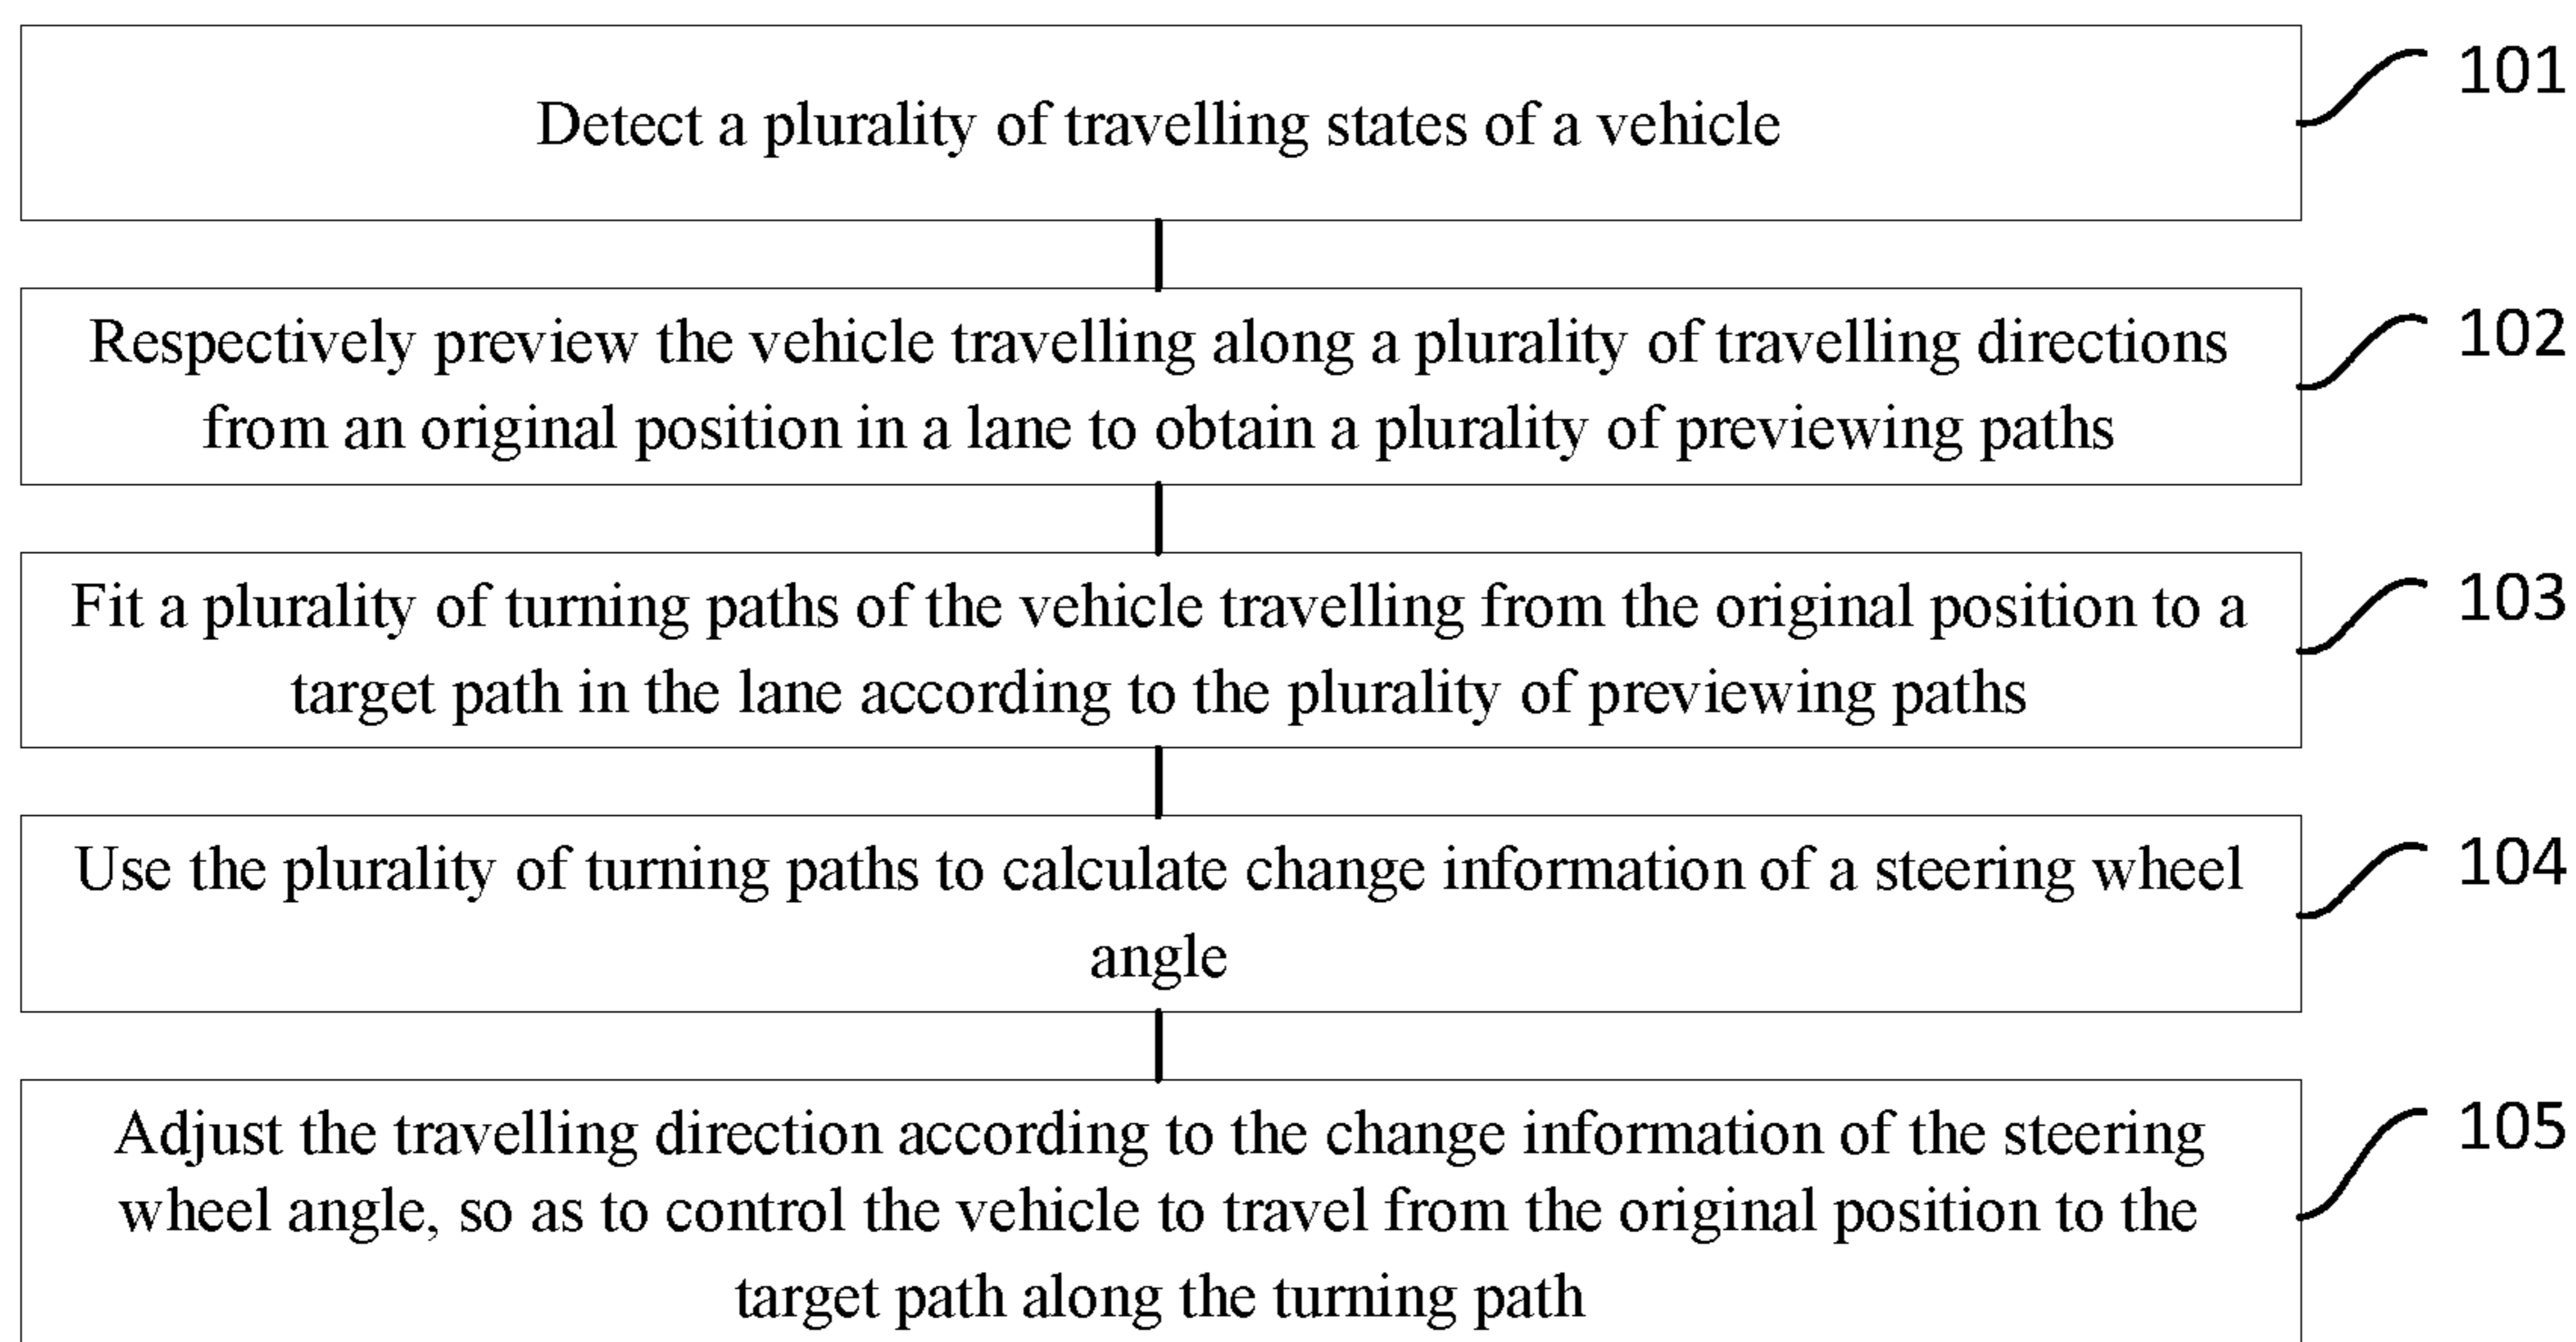 Detect a plurality of travelling states of a vehicle
101
Respectively preview the vehicle travelling along a plurality of travelling directions
from an original position in a lane to obtain a plurality of previewing paths
102
Fit a plurality of turning paths of the vehicle travelling from the original position to a
target path in the lane according to the plurality of previewing paths
103
Use the plurality of turning paths to calculate change information of a steering wheel
angle
104
Adjust the travelling direction according to the change information of the steering
wheel angle, so as to control the vehicle to travel from the original position to the
target path along the turning path
105